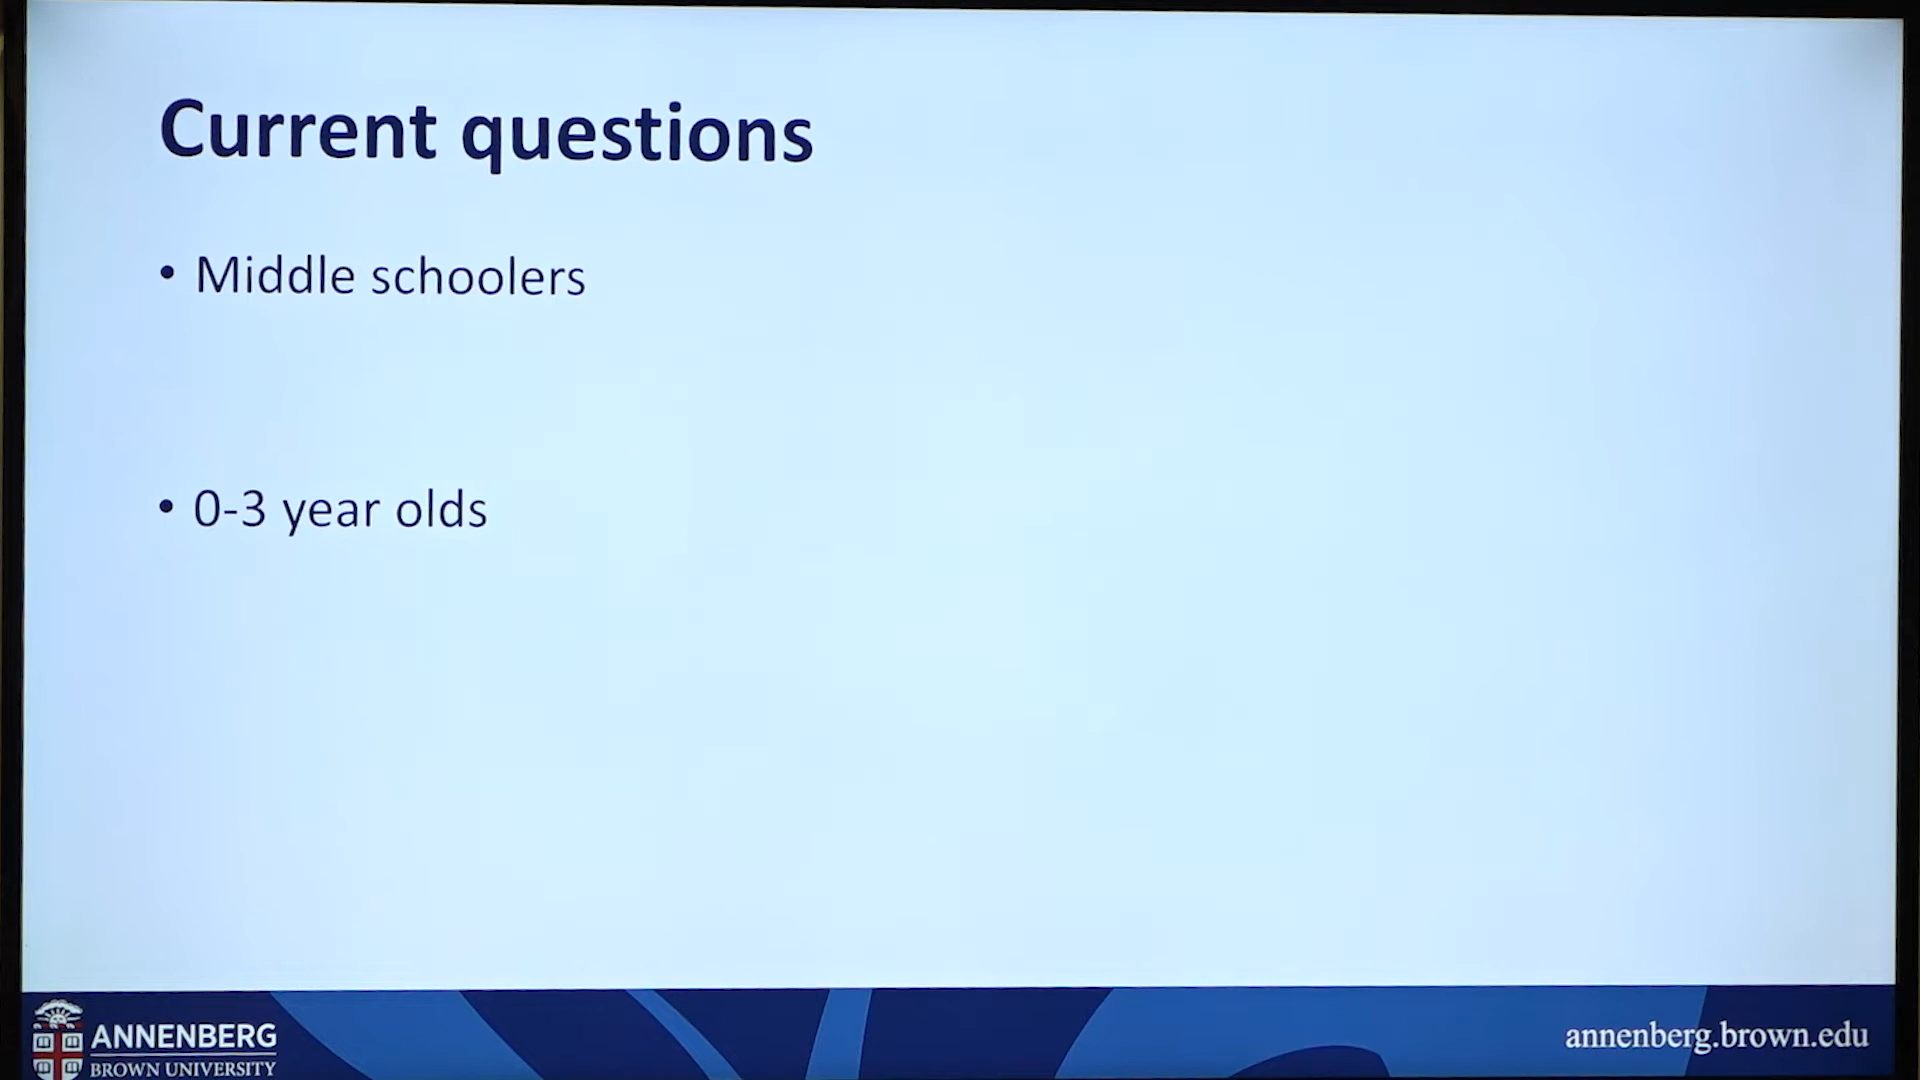 Current questions
• Middle schoolers
• 0-3 year olds
ANNENBERG
BROWN UNIVERSITY
annenberg.brown.edu